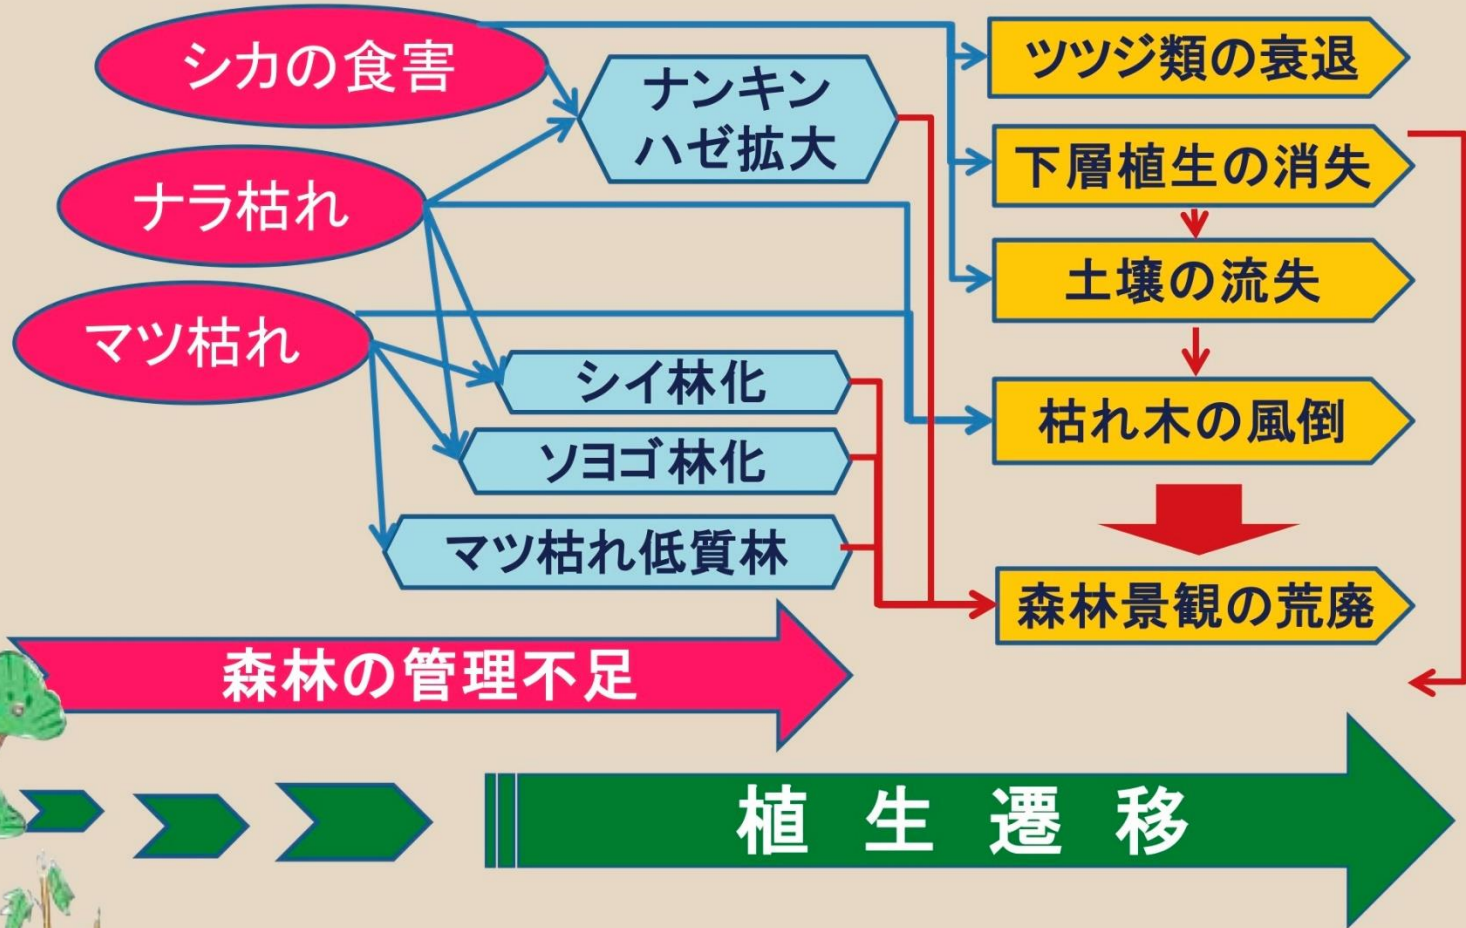 シカの食害
ナラ枯れ
マツ枯れ
ナンキン
ハゼ拡大
シイ林化
ソヨゴ林化
マツ枯れ低質林
ツツジ類の衰退
下層植生の消失
土壌の流失
枯れ木の風倒
森林景観の荒廃
森林の管理不足
植生遷移